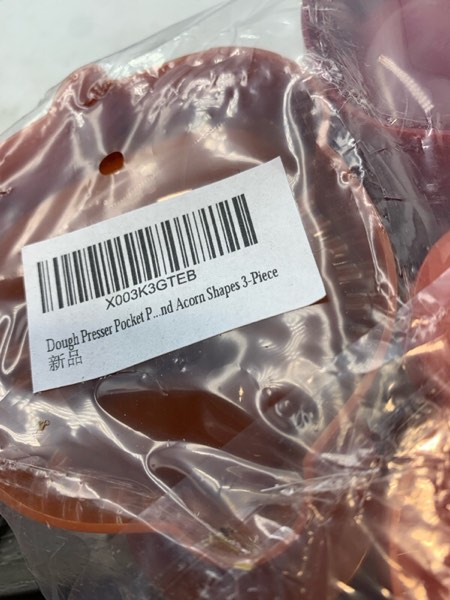 X003K3GTEB
Dough Presser Pocket P...nd Acorn Shapes 3-Piece
新品